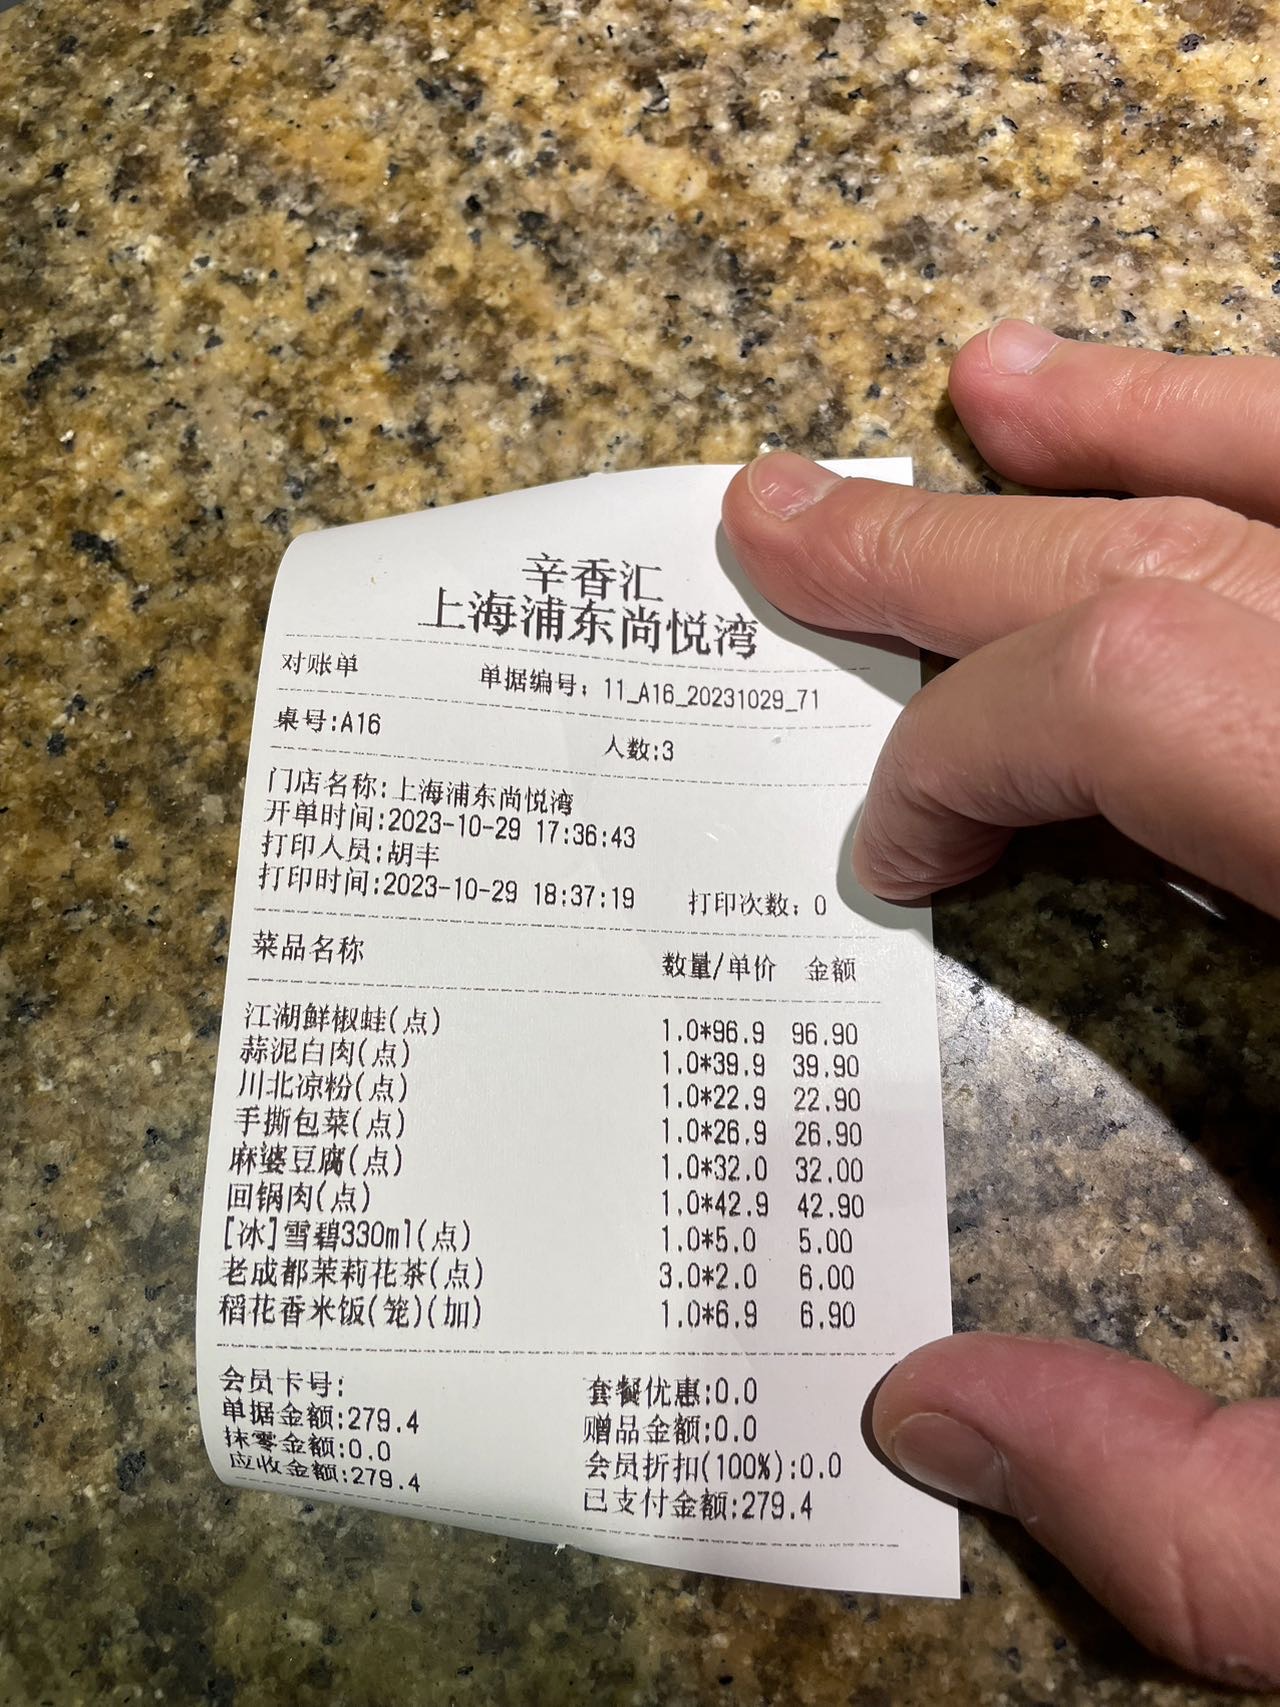 辛香汇
上海浦东尚悦湾
对账单 单据编号：11_A16_20231029_71
桌号:A16 人数:3
门店名称:上海浦东尚悦湾
开单时间:2023-10-29 17:36:43
打印人员:胡丰
打印时间:2023-10-29 18:37:19 打印次数：0
菜品名称 数量/单价 金额
江湖鲜椒蛙(点) 1.0*96.9 96.90
蒜泥白肉(点) 1.0*39.9 39.90
川北凉粉(点) 1.0*22.9 22.90
手撕包菜(点) 1.0*26.9 26.90
麻婆豆腐(点) 1.0*32.0 32.00
回锅肉(点) 1.0*42.9 42.90
[冰]雪碧330ml(点) 1.0*5.0 5.00
老成都茉莉花茶(点) 3.0*2.0 6.00
稻花香米饭(笼)(加) 1.0*6.9 6.90
会员卡号: 套餐优惠:0.0
单据金额:279.4 赠品金额:0.0
抹零金额:0.0 会员折扣(100%):0.0
应收金额:279.4 已支付金额:279.4